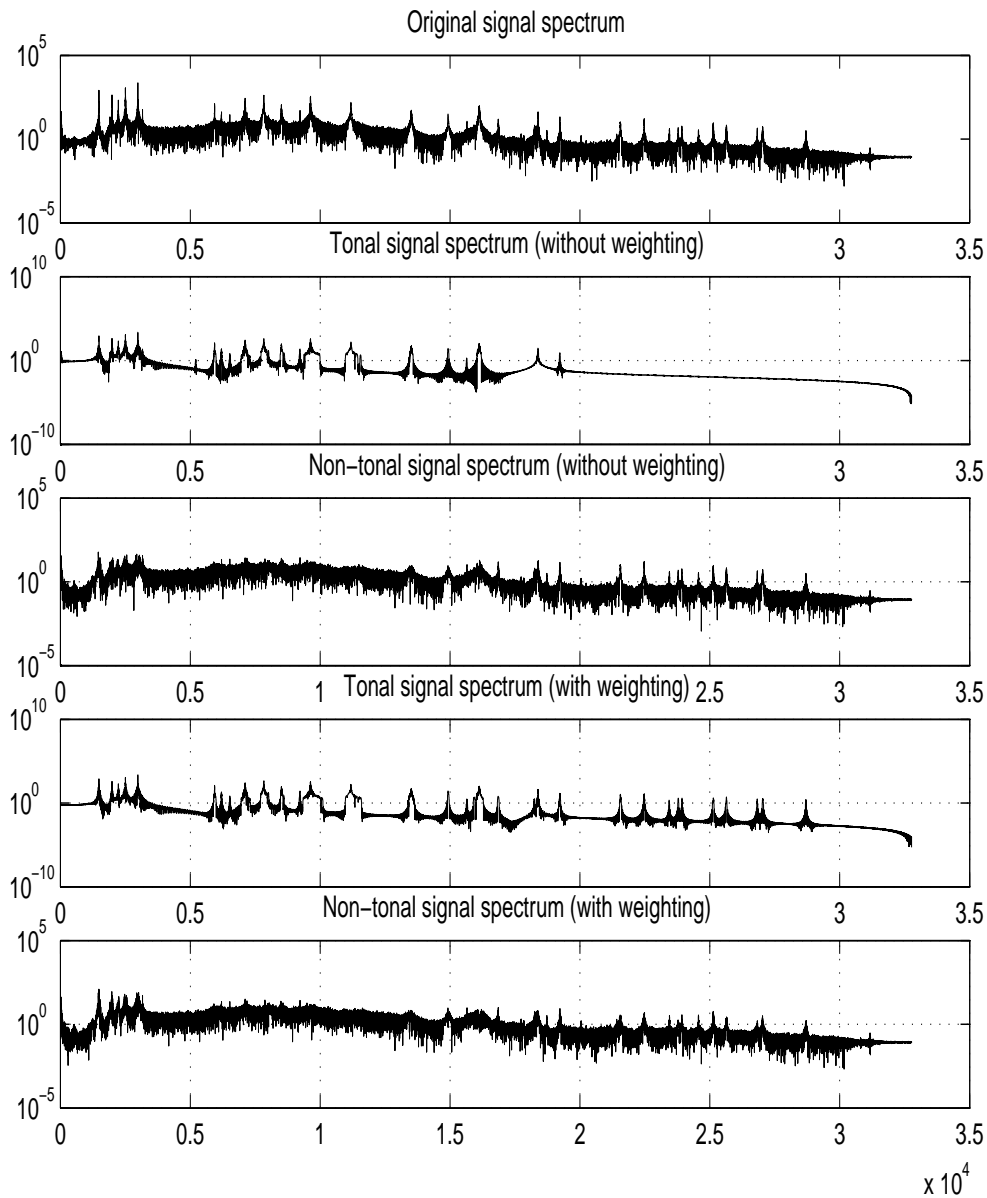 Original signal spectrum
10^5
10^0
10^−5
0 0.5 Tonal signal spectrum (without weighting) 3 3.5
10^10
10^0
10^−10
0 0.5 Non−tonal signal spectrum (without weighting) 3 3.5
10^5
10^0
10^−5
0 0.5 1 Tonal signal spectrum (with weighting) 2.5 3 3.5
10^10
10^0
10^−10
0 0.5 Non−tonal signal spectrum (with weighting) 3 3.5
10^5
10^0
10^−5
0 0.5 1 1.5 2 2.5 3 3.5
x 10^4